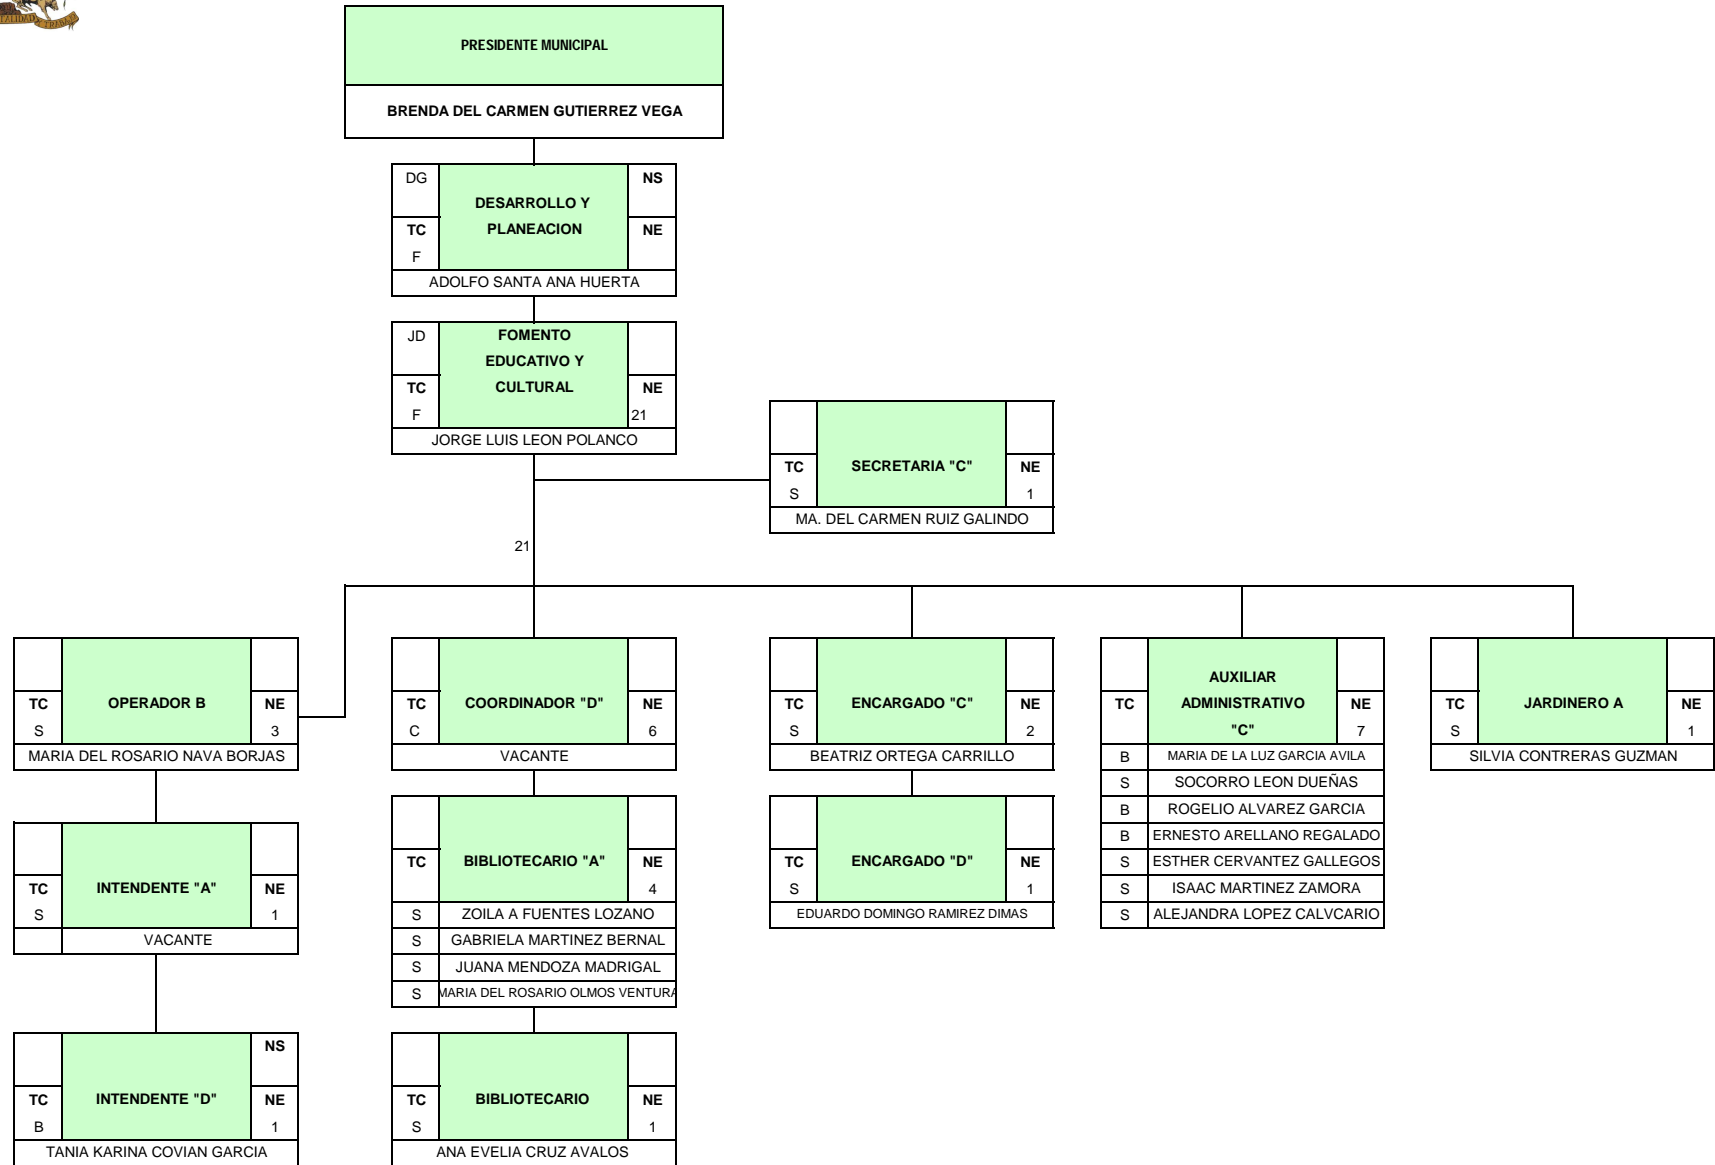 TALIDAD Y TRABAJO
PRESIDENTE MUNICIPAL
BRENDA DEL CARMEN GUTIERREZ VEGA
DG
NS
DESARROLLO Y
PLANEACION
TC
NE
F
ADOLFO SANTA ANA HUERTA
JD
FOMENTO
EDUCATIVO Y
CULTURAL
TC
NE
F
21
JORGE LUIS LEON POLANCO
TC
SECRETARIA "C"
NE
S
1
MA. DEL CARMEN RUIZ GALINDO
21
TC
OPERADOR B
NE
S
3
MARIA DEL ROSARIO NAVA BORJAS
TC
INTENDENTE "A"
NE
S
1
VACANTE
NS
TC
INTENDENTE "D"
NE
B
1
TANIA KARINA COVIAN GARCIA
TC
COORDINADOR "D"
NE
C
6
VACANTE
TC
BIBLIOTECARIO "A"
NE
4
S ZOILA A FUENTES LOZANO
S GABRIELA MARTINEZ BERNAL
S JUANA MENDOZA MADRIGAL
S MARIA DEL ROSARIO OLMOS VENTURA
TC
BIBLIOTECARIO
NE
S
1
ANA EVELIA CRUZ AVALOS
TC
ENCARGADO "C"
NE
S
2
BEATRIZ ORTEGA CARRILLO
TC
ENCARGADO "D"
NE
S
1
EDUARDO DOMINGO RAMIREZ DIMAS
AUXILIAR
TC
ADMINISTRATIVO
NE
"C"
7
B MARIA DE LA LUZ GARCIA AVILA
S SOCORRO LEON DUEÑAS
B ROGELIO ALVAREZ GARCIA
B ERNESTO ARELLANO REGALADO
S ESTHER CERVANTEZ GALLEGOS
S ISAAC MARTINEZ ZAMORA
S ALEJANDRA LOPEZ CALVCARIO
TC
JARDINERO A
NE
S
1
SILVIA CONTRERAS GUZMAN